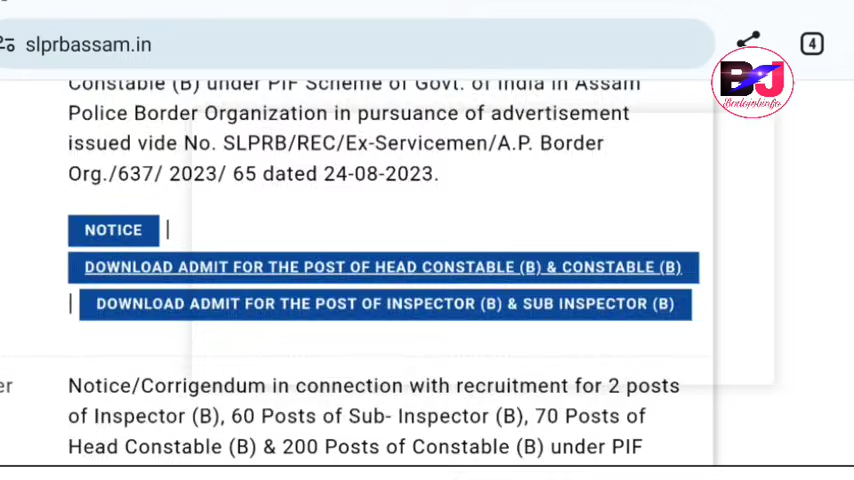 slprbassam.in
4
BJ
Bodojobinfo
Constable (B) under PIF Scheme of Govt. of India in Assam
Police Border Organization in pursuance of advertisement
issued vide No. SLPRB/REC/Ex-Servicemen/A.P. Border
Org./637/ 2023/ 65 dated 24-08-2023.
NOTICE |
DOWNLOAD ADMIT FOR THE POST OF HEAD CONSTABLE (B) & CONSTABLE (B)
| DOWNLOAD ADMIT FOR THE POST OF INSPECTOR (B) & SUB INSPECTOR (B)
er
Notice/Corrigendum in connection with recruitment for 2 posts
of Inspector (B), 60 Posts of Sub- Inspector (B), 70 Posts of
Head Constable (B) & 200 Posts of Constable (B) under PIF